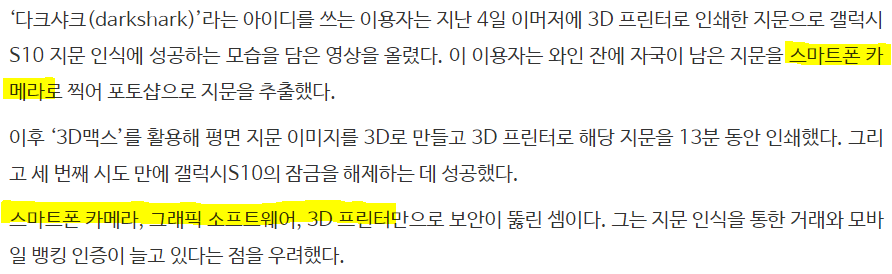 ‘다크샤크(darkshark)’라는 아이디를 쓰는 이용자는 지난 4일 이머저에 3D 프린터로 인쇄한 지문으로 갤럭시
S10 지문 인식에 성공하는 모습을 담은 영상을 올렸다. 이 이용자는 와인 잔에 자국이 남은 지문을 스마트폰 카
메라로 찍어 포토샵으로 지문을 추출했다.
이후 ‘3D맥스’를 활용해 평면 지문 이미지를 3D로 만들고 3D 프린터로 해당 지문을 13분 동안 인쇄했다. 그리
고 세 번째 시도 만에 갤럭시S10의 잠금을 해제하는 데 성공했다.
스마트폰 카메라, 그래픽 소프트웨어, 3D 프린터만으로 보안이 뚫린 셈이다. 그는 지문 인식을 통한 거래와 모바
일 뱅킹 인증이 늘고 있다는 점을 우려했다.